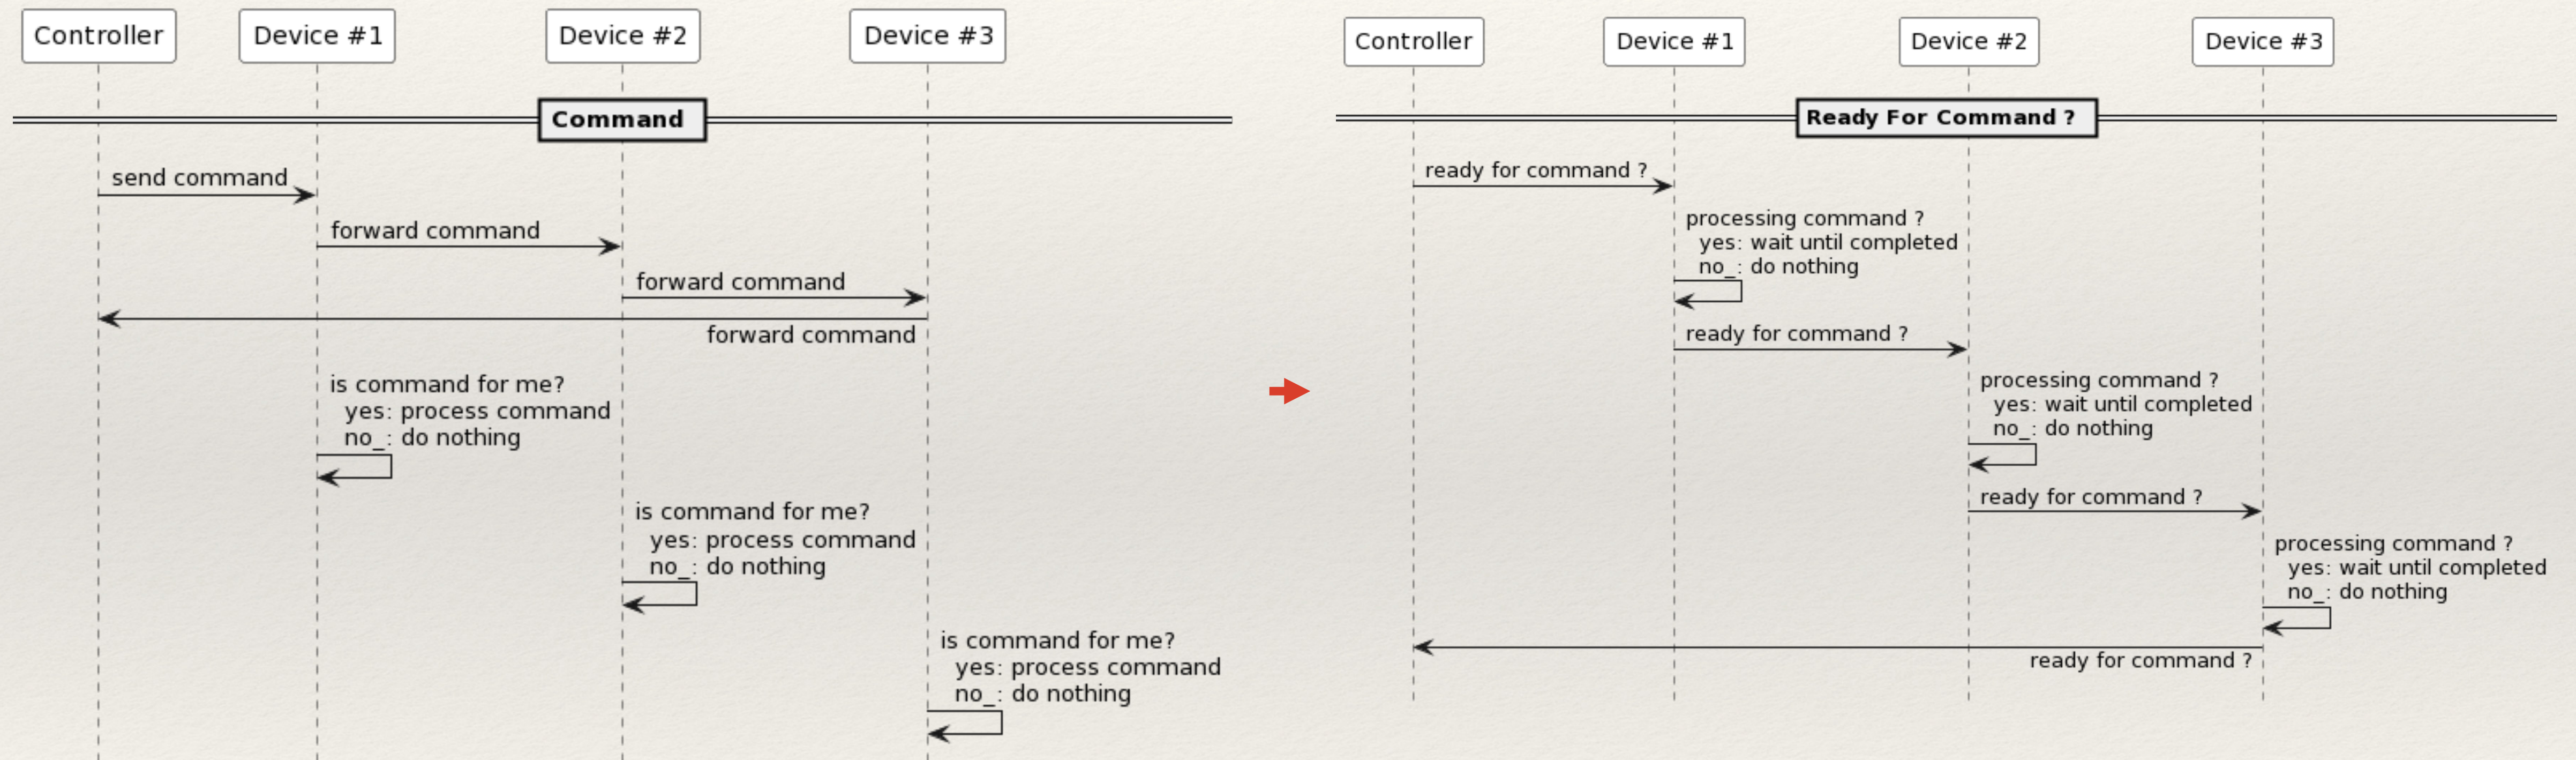 Controller
Device #1
Device #2
Device #3
Command
send command
forward command
forward command
forward command
is command for me?
yes: process command
no_: do nothing
is command for me?
yes: process command
no_: do nothing
is command for me?
yes: process command
no_: do nothing
Controller
Device #1
Device #2
Device #3
Ready For Command ?
ready for command ?
processing command ?
yes: wait until completed
no_: do nothing
ready for command ?
processing command ?
yes: wait until completed
no_: do nothing
ready for command ?
processing command ?
yes: wait until completed
no_: do nothing
ready for command ?